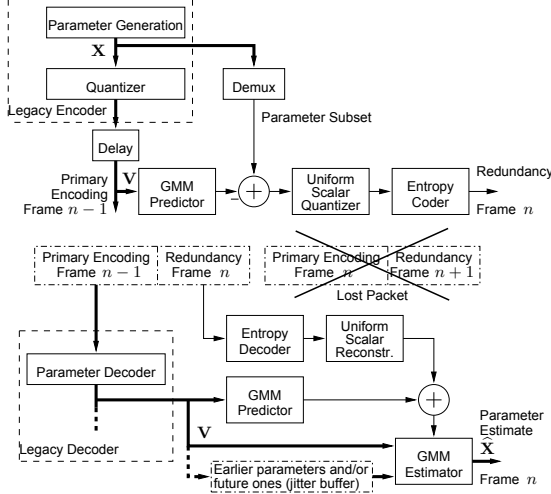 Parameter Generation
X
Quantizer
Demux
Legacy Encoder
Parameter Subset
Delay
Primary
Encoding
Frame n − 1
V
GMM
Predictor
−
+
Uniform
Scalar
Quantizer
Entropy
Coder
Redundancy
Frame n
Primary Encoding
Frame n − 1
Redundancy
Frame n
Primary Encoding
Frame n
Redundancy
Frame n + 1
Lost Packet
Entropy
Decoder
Uniform
Scalar
Reconstr.
Parameter Decoder
GMM
Predictor
+
Legacy Decoder
V
Parameter
Estimate
X̂
GMM
Estimator
Frame n
Earlier parameters and/or
future ones (jitter buffer)